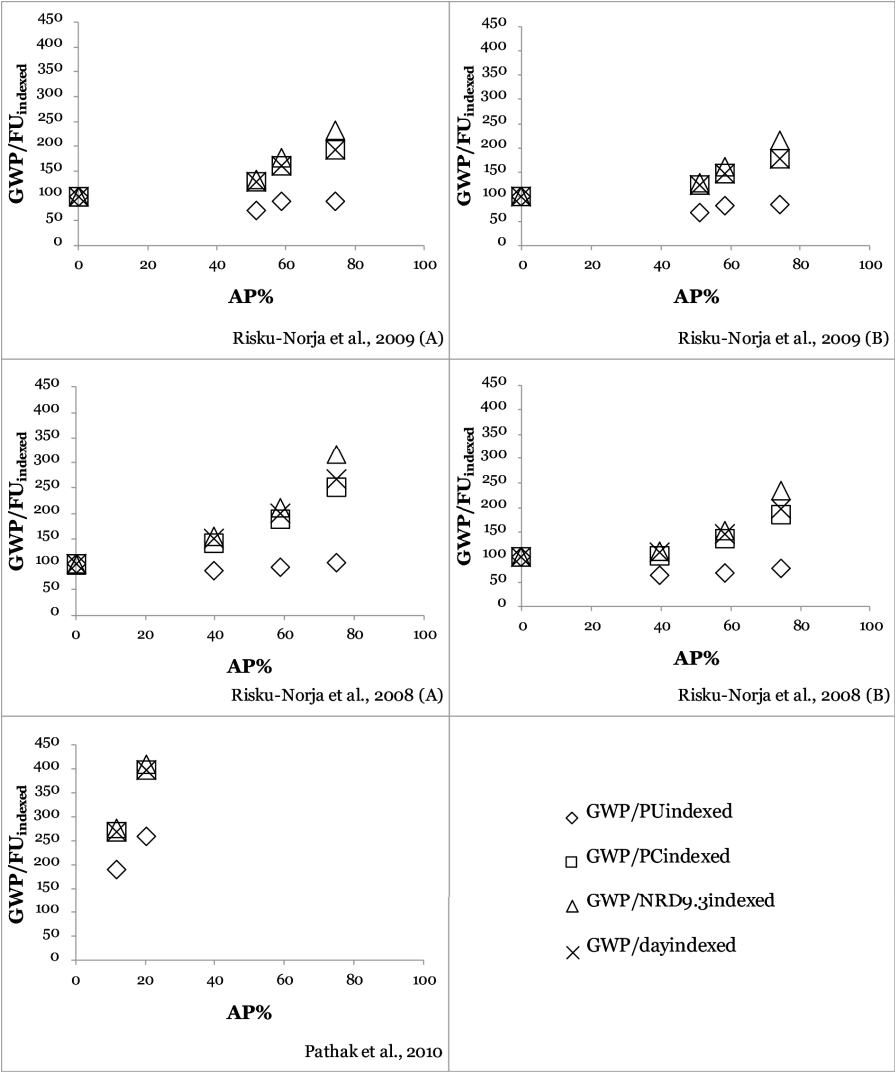 450
400
350
300
250
200
150
100
50
0
GWP/FUindexed
0 20 40 60 80 100
AP%
Risku-Norja et al., 2009 (A)
450
400
350
300
250
200
150
100
50
0
GWP/FUindexed
0 20 40 60 80 100
AP%
Risku-Norja et al., 2009 (B)
450
400
350
300
250
200
150
100
50
0
GWP/FUindexed
0 20 40 60 80 100
AP%
Risku-Norja et al., 2008 (A)
450
400
350
300
250
200
150
100
50
0
GWP/FUindexed
0 20 40 60 80 100
AP%
Risku-Norja et al., 2008 (B)
450
400
350
300
250
200
150
100
50
0
GWP/FUindexed
0 20 40 60 80 100
AP%
Pathak et al., 2010
GWP/PUindexed
GWP/PCindexed
GWP/NRD9.3indexed
GWP/dayindexed